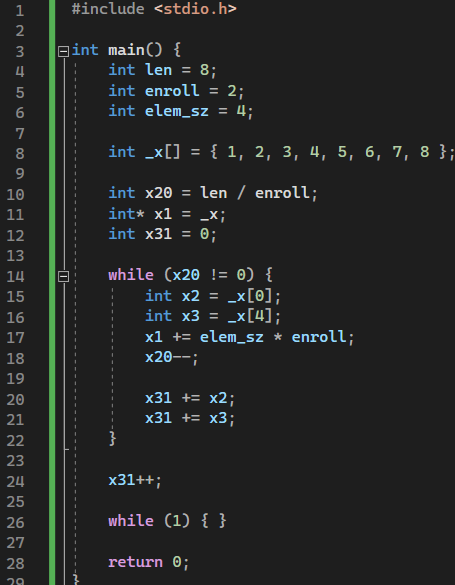 1 #include <stdio.h>
2
3 int main() {
4 int len = 8;
5 int enroll = 2;
6 int elem_sz = 4;
7
8 int _x[] = { 1, 2, 3, 4, 5, 6, 7, 8 };
9
10 int x20 = len / enroll;
11 int* x1 = _x;
12 int x31 = 0;
13
14 while (x20 != 0) {
15 int x2 = _x[0];
16 int x3 = _x[4];
17 x1 += elem_sz * enroll;
18 x20--;
19
20 x31 += x2;
21 x31 += x3;
22 }
23
24 x31++;
25
26 while (1) { }
27
28 return 0;
29 }